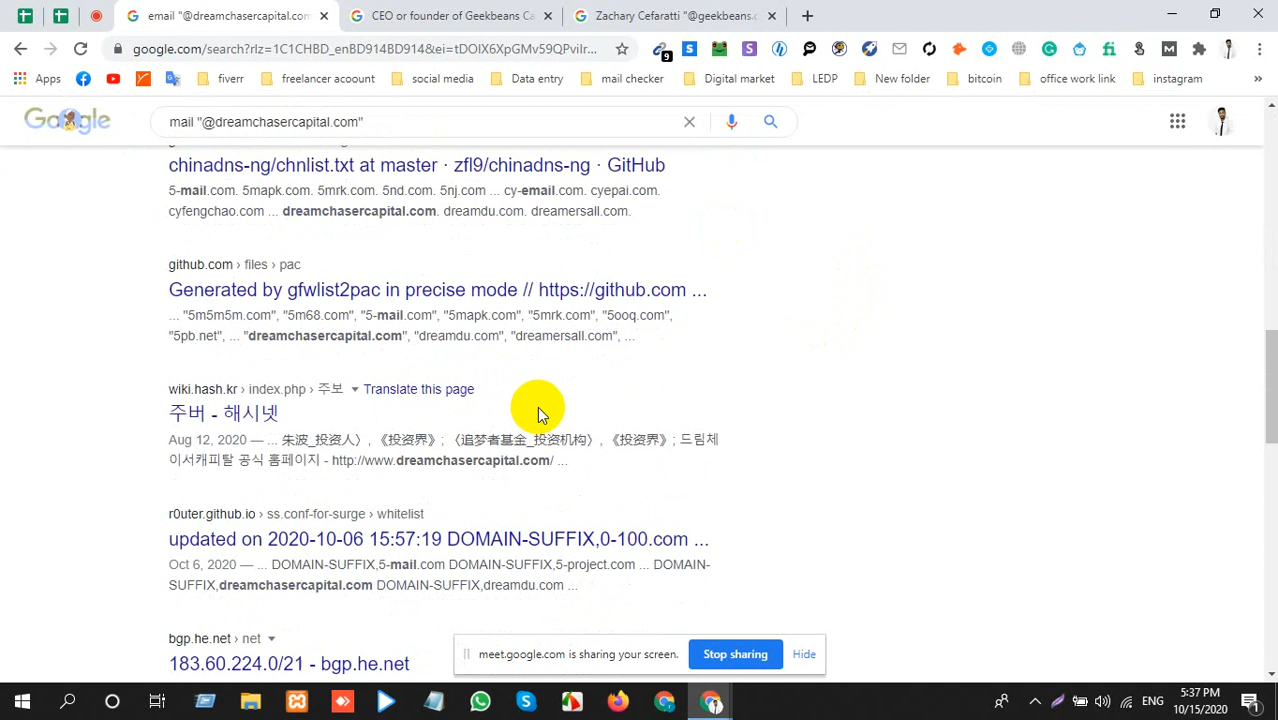 email "@dreamchasercapital.com
CEO or founder of Geekbeans Ca
Zachary Cefaratti "@geekbeans.c
google.com/search?rlz=1C1CHBD_enBD914BD914&ei=tDOIX6XpGMv59QPviIr...
9
Apps
fiverr
freelancer acoount
social media
Data entry
mail checker
Digital market
LEDP
New folder
bitcoin
office work link
instagram
»
mail "@dreamchasercapital.com"
chinadns-ng/chnlist.txt at master · zfl9/chinadns-ng · GitHub
5-mail.com. 5mapk.com. 5mrk.com. 5nd.com. 5nj.com ... cy-email.com. cyepai.com.
cyfengchao.com ... dreamchasercapital.com. dreamdu.com. dreamersall.com.
github.com › files › pac
Generated by gfwlist2pac in precise mode // https://github.com ...
... "5m5m5m.com", "5m68.com", "5-mail.com", "5mapk.com", "5mrk.com", "5ooq.com",
"5pb.net", ... "dreamchasercapital.com", "dreamdu.com", "dreamersall.com", ...
wiki.hash.kr › index.php › 주보 Translate this page
주버 - 해시넷
Aug 12, 2020 — ... 朱波_投资人〉, 《投资界》; 〈追梦者基金_投资机构〉, 《投资界》; 드림체
이서캐피탈 공식 홈페이지 - http://www.dreamchasercapital.com/ ...
r0uter.github.io › ss.conf-for-surge › whitelist
updated on 2020-10-06 15:57:19 DOMAIN-SUFFIX,0-100.com ...
Oct 6, 2020 — ... DOMAIN-SUFFIX,5-mail.com DOMAIN-SUFFIX,5-project.com ... DOMAIN-
SUFFIX,dreamchasercapital.com DOMAIN-SUFFIX,dreamdu.com ...
bgp.he.net › net
183.60.224.0/21 - bgp.he.net
meet.google.com is sharing your screen.
Stop sharing
Hide
ENG
5:37 PM
10/15/2020
1